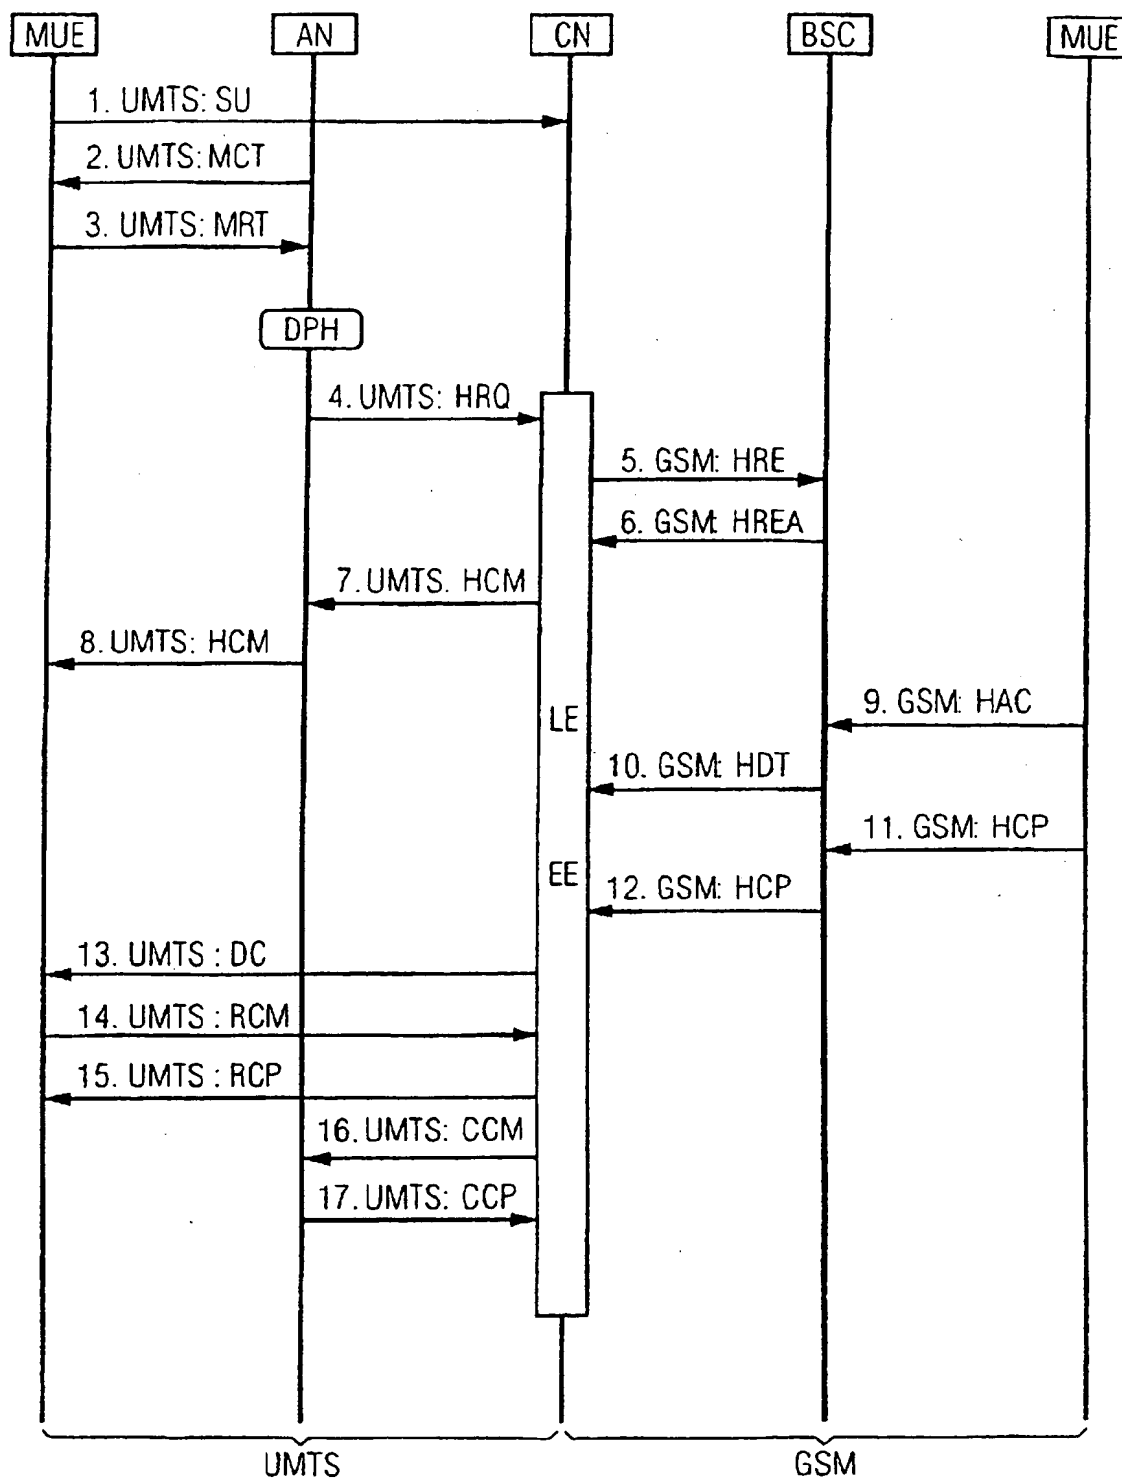 MUE AN CN BSC MUE
1. UMTS: SU
2. UMTS: MCT
3. UMTS: MRT
DPH
4. UMTS: HRQ
5. GSM: HRE
6. GSM: HREA
7. UMTS. HCM
8. UMTS: HCM
LE
9. GSM: HAC
10. GSM: HDT
11. GSM: HCP
EE
12. GSM: HCP
13. UMTS : DC
14. UMTS : RCM
15. UMTS : RCP
16. UMTS: CCM
17. UMTS: CCP
UMTS GSM